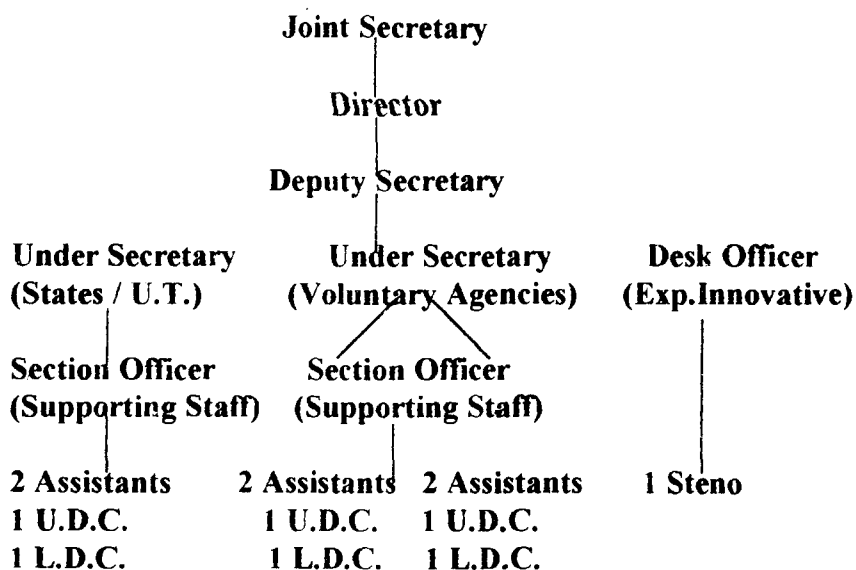 Joint Secretary
Director
Deputy Secretary
Under Secretary Under Secretary Desk Officer
(States / U.T.) (Voluntary Agencies) (Exp.Innovative)
Section Officer Section Officer
(Supporting Staff) (Supporting Staff)
2 Assistants 2 Assistants 2 Assistants 1 Steno
1 U.D.C. 1 U.D.C. 1 U.D.C.
1 L.D.C. 1 L.D.C. 1 L.D.C.